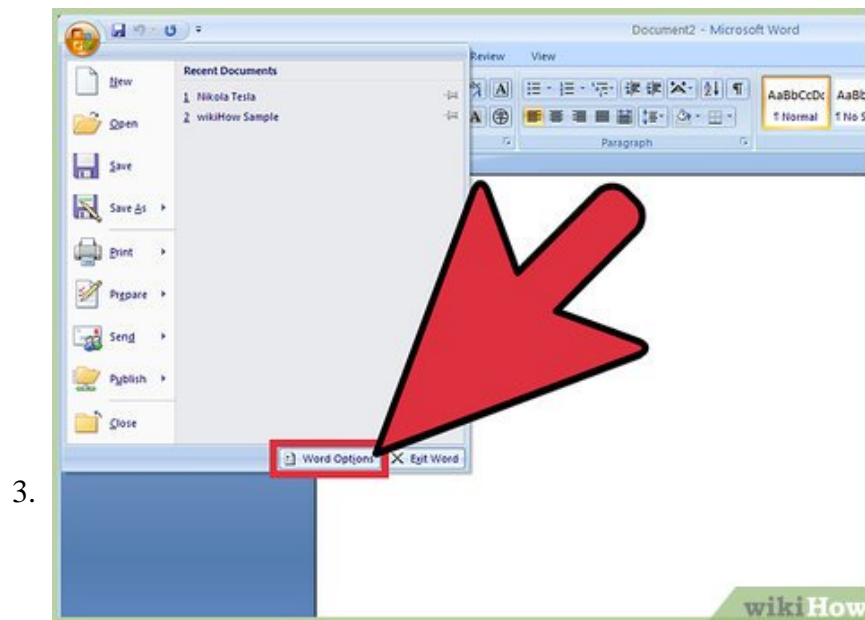 Document2 - Microsoft Word
Review View
New
Recent Documents
1 Nikola Tesla
2 wikiHow Sample
Open
Save
Save As
Print
Prepare
Send
Publish
Close
Paragraph
AaBbCcDc
¶ Normal
Word Options
Exit Word
3.
wikiHow